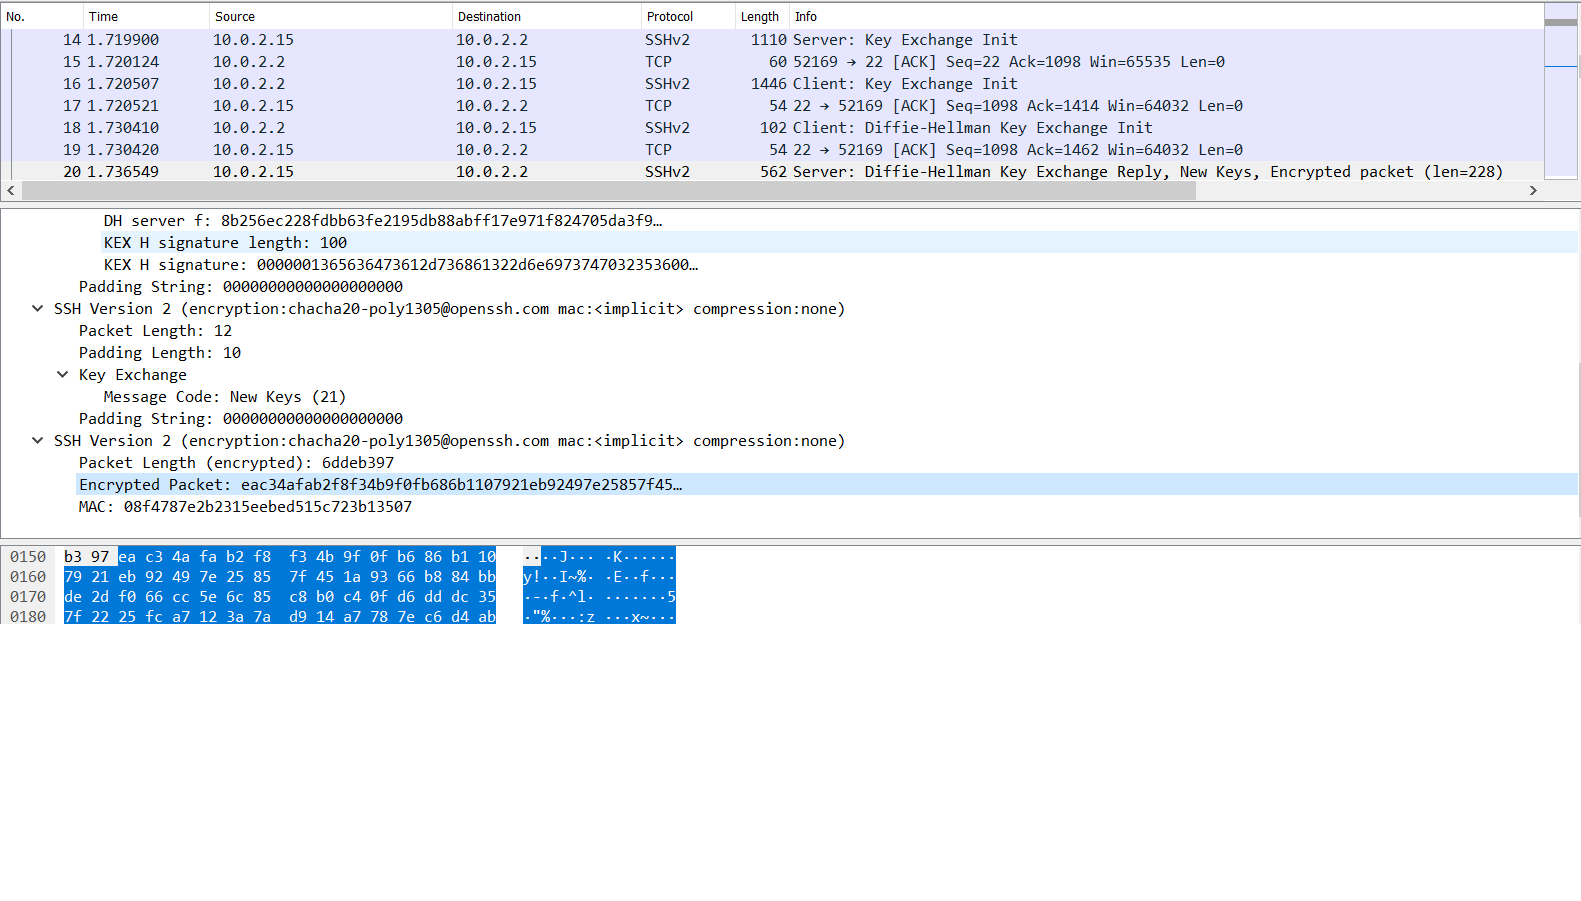 No. Time Source Destination Protocol Length Info
14 1.719900 10.0.2.15 10.0.2.2 SSHv2 1110 Server: Key Exchange Init
15 1.720124 10.0.2.2 10.0.2.15 TCP 60 52169 → 22 [ACK] Seq=22 Ack=1098 Win=65535 Len=0
16 1.720507 10.0.2.2 10.0.2.15 SSHv2 1446 Client: Key Exchange Init
17 1.720521 10.0.2.15 10.0.2.2 TCP 54 22 → 52169 [ACK] Seq=1098 Ack=1414 Win=64032 Len=0
18 1.730410 10.0.2.2 10.0.2.15 SSHv2 102 Client: Diffie-Hellman Key Exchange Init
19 1.730420 10.0.2.15 10.0.2.2 TCP 54 22 → 52169 [ACK] Seq=1098 Ack=1462 Win=64032 Len=0
20 1.736549 10.0.2.15 10.0.2.2 SSHv2 562 Server: Diffie-Hellman Key Exchange Reply, New Keys, Encrypted packet (len=228)
DH server f: 8b256ec228fdbb63fe2195db88abff17e971f824705da3f9…
KEX H signature length: 100
KEX H signature: 0000001365636473612d736861322d6e6973747032353600…
Padding String: 00000000000000000000
SSH Version 2 (encryption:chacha20-poly1305@openssh.com mac:<implicit> compression:none)
Packet Length: 12
Padding Length: 10
Key Exchange
Message Code: New Keys (21)
Padding String: 00000000000000000000
SSH Version 2 (encryption:chacha20-poly1305@openssh.com mac:<implicit> compression:none)
Packet Length (encrypted): 6ddeb397
Encrypted Packet: eac34afab2f8f34b9f0fb686b1107921eb92497e25857f45…
MAC: 08f4787e2b2315eebed515c723b13507
0150 b3 97 ea c3 4a fa b2 f8 f3 4b 9f 0f b6 86 b1 10 ····J··· ·K······
0160 79 21 eb 92 49 7e 25 85 7f 45 1a 93 66 b8 84 bb y!··I~%· ·E··f···
0170 de 2d f0 66 cc 5e 6c 85 c8 b0 c4 0f d6 dd dc 35 ·-·f·^l· ·······5
0180 7f 22 25 fc a7 12 3a 7a d9 14 a7 78 7e c6 d4 ab ·"%···:z ···x~···